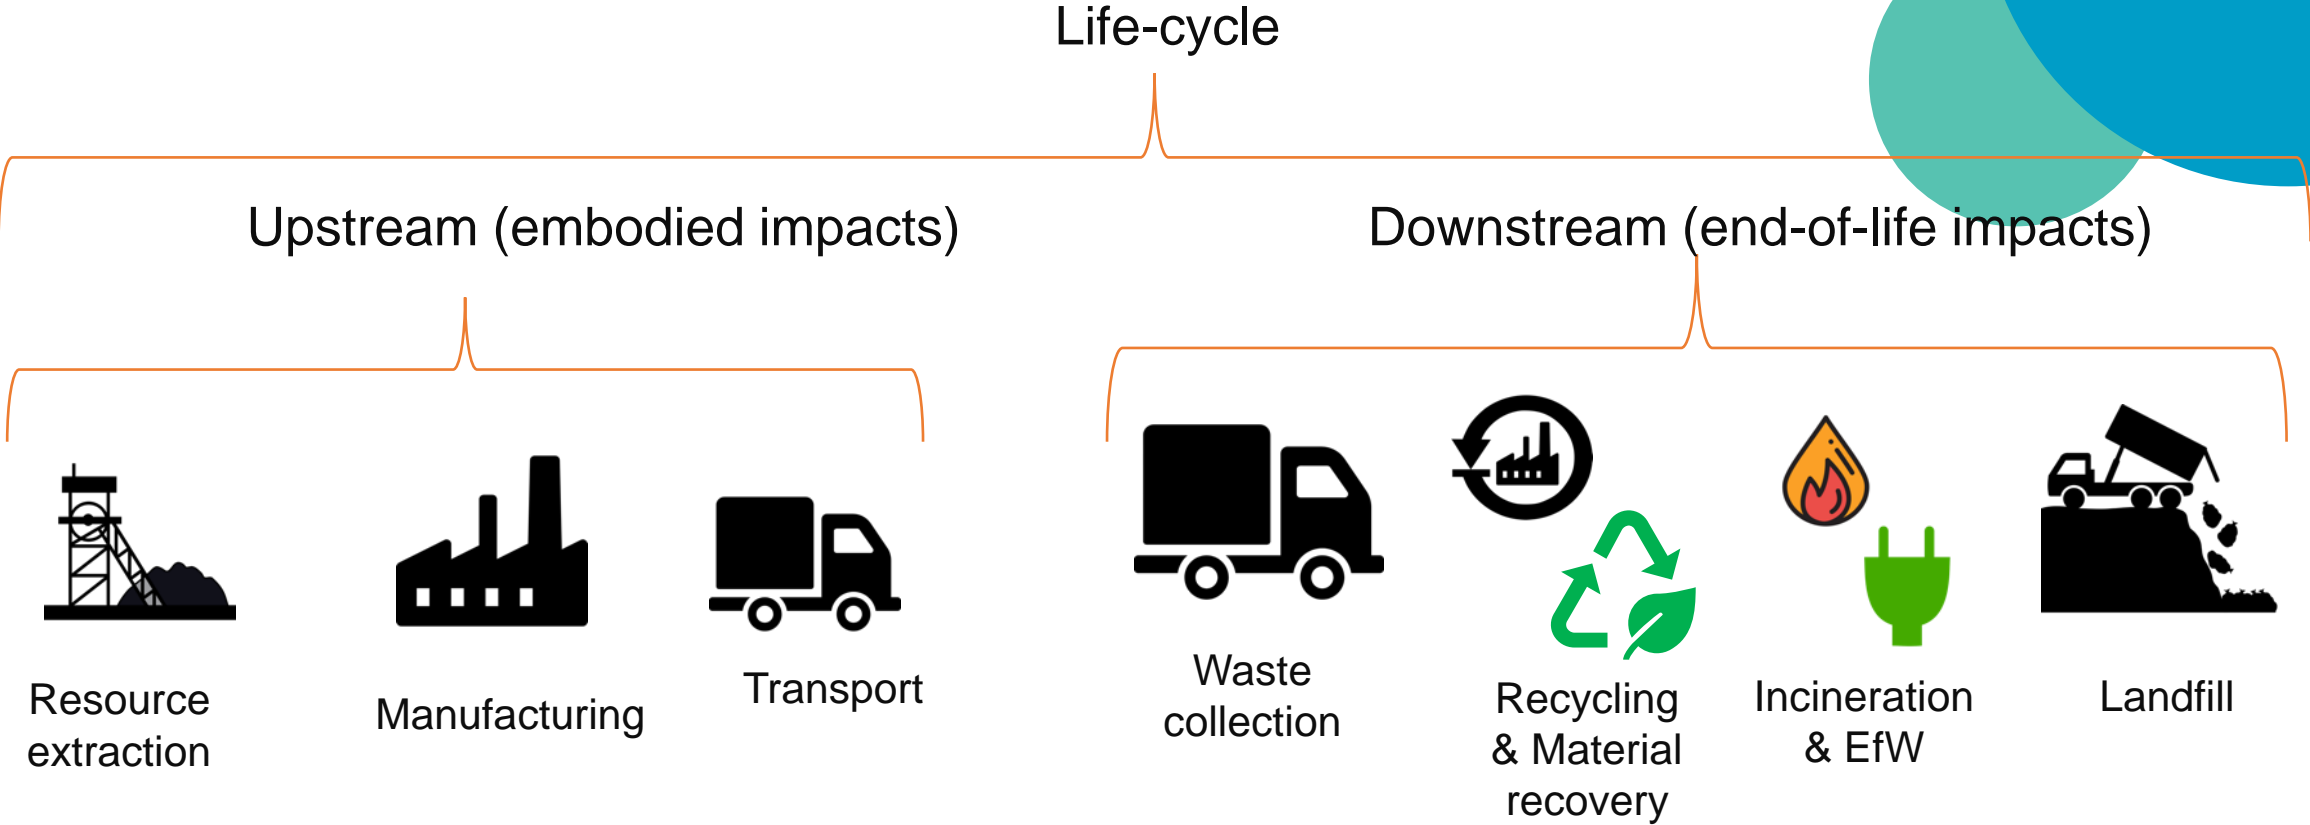 Life-cycle
Upstream (embodied impacts)
Downstream (end-of-life impacts)
Resource
extraction
Manufacturing
Transport
Waste
collection
Recycling
& Material
recovery
Incineration
& EfW
Landfill